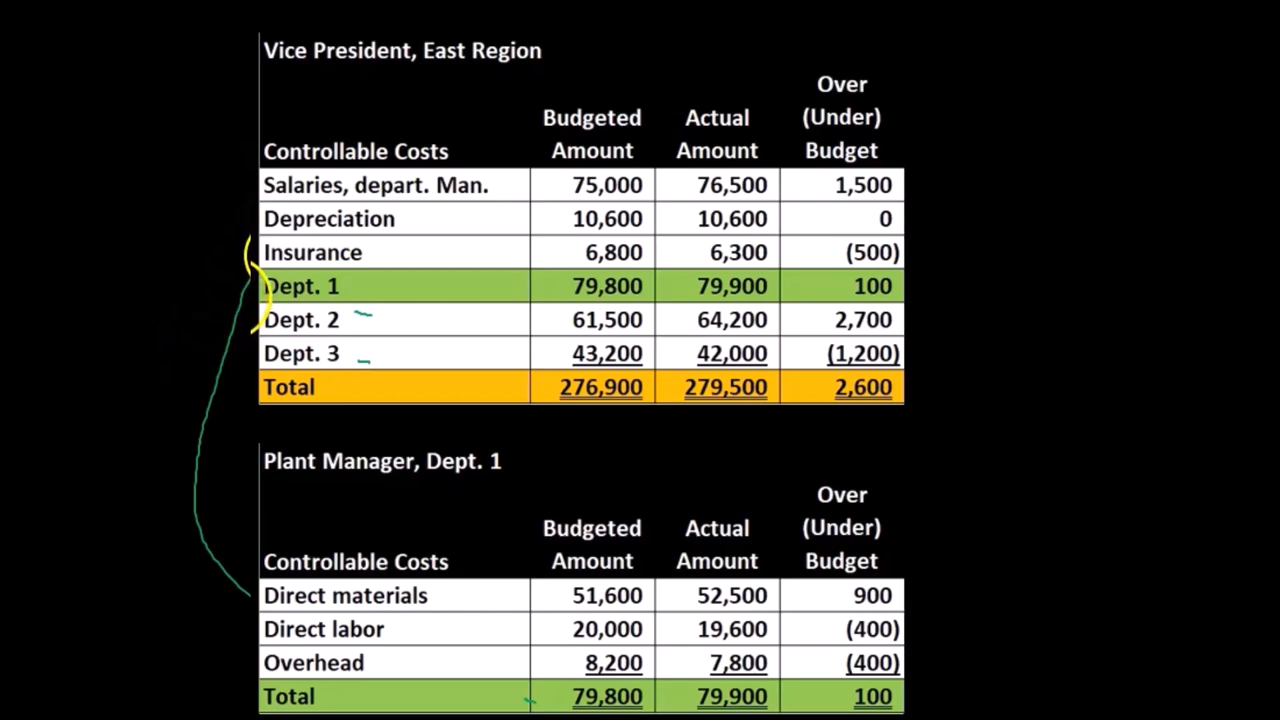 Vice President, East Region
Over
Budgeted Actual (Under)
Controllable Costs Amount Amount Budget
Salaries, depart. Man. 75,000 76,500 1,500
Depreciation 10,600 10,600 0
Insurance 6,800 6,300 (500)
Dept. 1 79,800 79,900 100
Dept. 2 61,500 64,200 2,700
Dept. 3 43,200 42,000 (1,200)
Total 276,900 279,500 2,600
Plant Manager, Dept. 1
Over
Budgeted Actual (Under)
Controllable Costs Amount Amount Budget
Direct materials 51,600 52,500 900
Direct labor 20,000 19,600 (400)
Overhead 8,200 7,800 (400)
Total 79,800 79,900 100